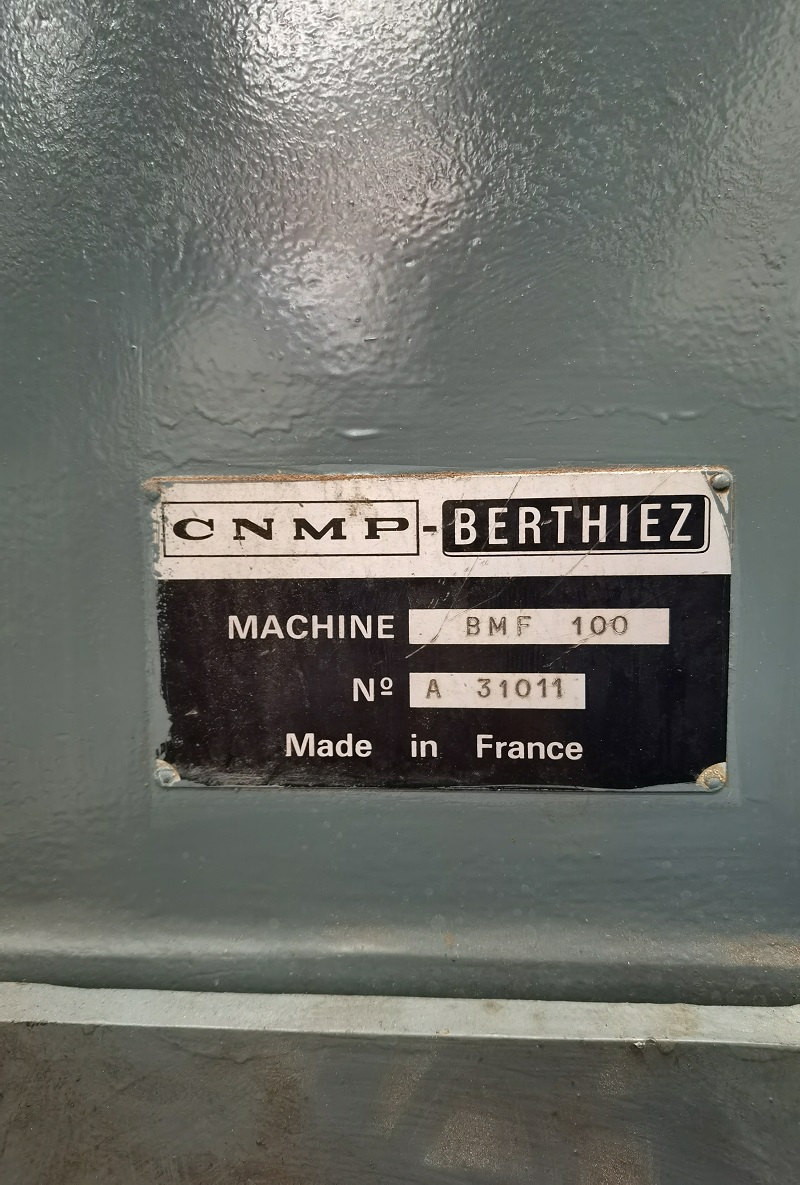 CNMP-BERTHIEZ
MACHINE BMF 100
Nº A 31011
Made in France